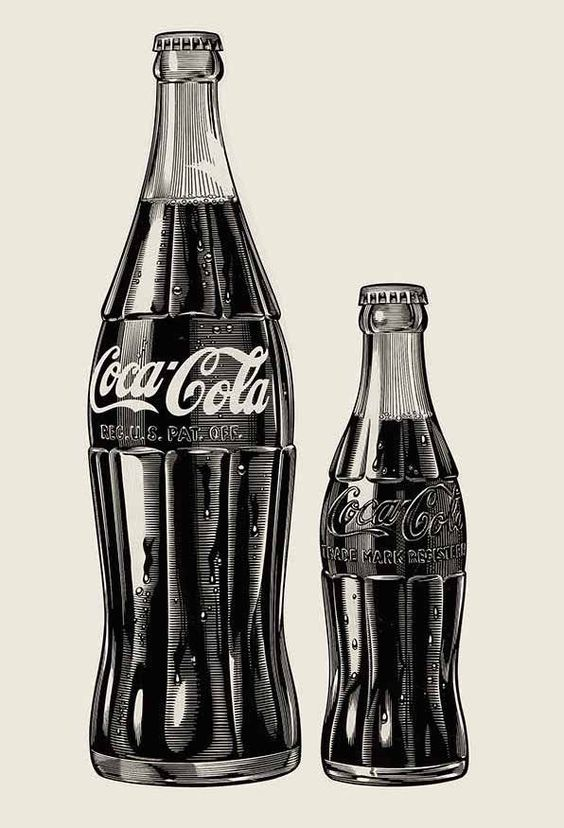 Coca-Cola
REG. U.S. PAT. OFF.
Coca-Cola
TRADE MARK REGISTERED